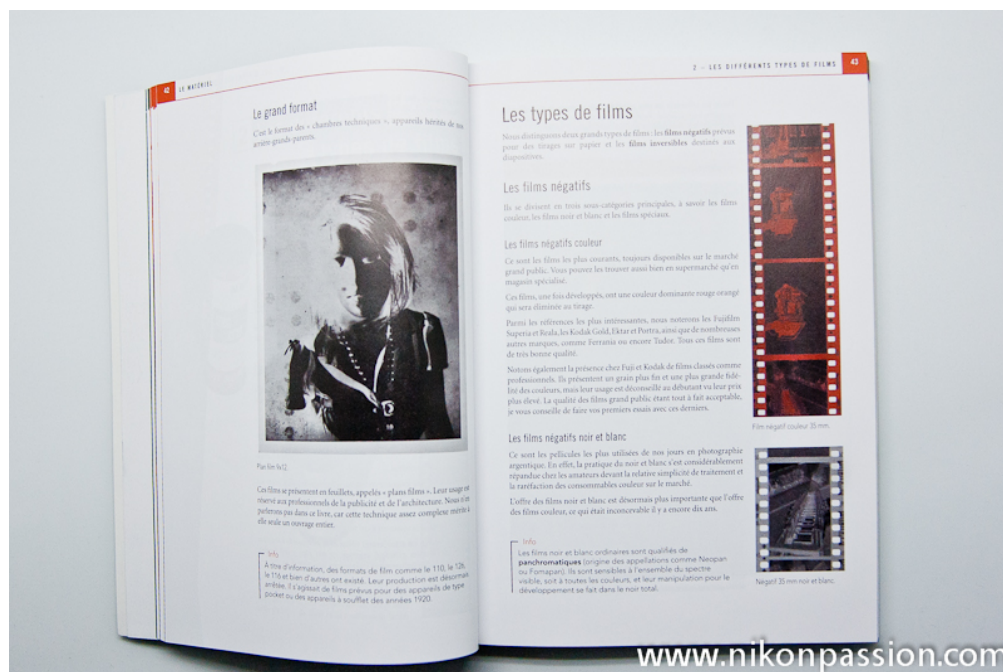 42 LE MATÉRIEL
Le grand format
C'est le format des « chambres techniques », appareils hérités de nos
arrière-grands-parents.
Plan film 9x12.
Ces films se présentent en feuillets, appelés « plans films ». Leur usage est
réservé aux professionnels de la publicité et de l'architecture. Nous n'en
parlerons pas dans ce livre, car cette technique assez complexe mérite à
elle seule un ouvrage entier.
Info
À titre d'information, des formats de film comme le 110, le 126,
le 116 et bien d'autres ont existé. Leur production est désormais
arrêtée, il s'agissait de films prévus pour des appareils de type
pocket ou des appareils à soufflet des années 1920.
2 - LES DIFFÉRENTS TYPES DE FILMS 43
Les types de films
Nous distinguons deux grands types de films : les films négatifs prévus
pour des tirages sur papier et les films inversibles destinés aux
diapositives.
Les films négatifs
Ils se divisent en trois sous-catégories principales, à savoir les films
couleur, les films noir et blanc et les films spéciaux.
Les films négatifs couleur
Ce sont les films les plus courants, toujours disponibles sur le marché
grand public. Vous pouvez les trouver aussi bien en supermarché qu'en
magasin spécialisé.
Ces films, une fois développés, ont une couleur dominante rouge orangé
qui sera éliminée au tirage.
Parmi les références les plus intéressantes, nous noterons les Fujifilm
Superia et Reala, les Kodak Gold, Ektar et Portra, ainsi que de nombreuses
autres marques, comme Ferrania ou encore Tudor. Tous ces films sont
de très bonne qualité.
Notons également la présence chez Fuji et Kodak de films classés comme
professionnels. Ils présentent un grain plus fin et une plus grande fidé-
lité des couleurs, mais leur usage est déconseillé au débutant vu leur prix
plus élevé. La qualité des films grand public étant tout à fait acceptable,
je vous conseille de faire vos premiers essais avec ces derniers.
Film négatif couleur 35 mm.
Les films négatifs noir et blanc
Ce sont les pellicules les plus utilisées de nos jours en photographie
argentique. En effet, la pratique du noir et blanc s'est considérablement
répandue chez les amateurs devant la relative simplicité de traitement et
la raréfaction des consommables couleur sur le marché.
L'offre des films noir et blanc est désormais plus importante que l'offre
des films couleur, ce qui était inconcevable il y a encore dix ans.
Info
Les films noir et blanc ordinaires sont qualifiés de
panchromatiques (origine des appellations comme Neopan
ou Fomapan). Ils sont sensibles à l'ensemble du spectre
visible, soit à toutes les couleurs, et leur manipulation pour le
développement se fait dans le noir total.
Négatif 35 mm noir et blanc.
www.nikonpassion.com